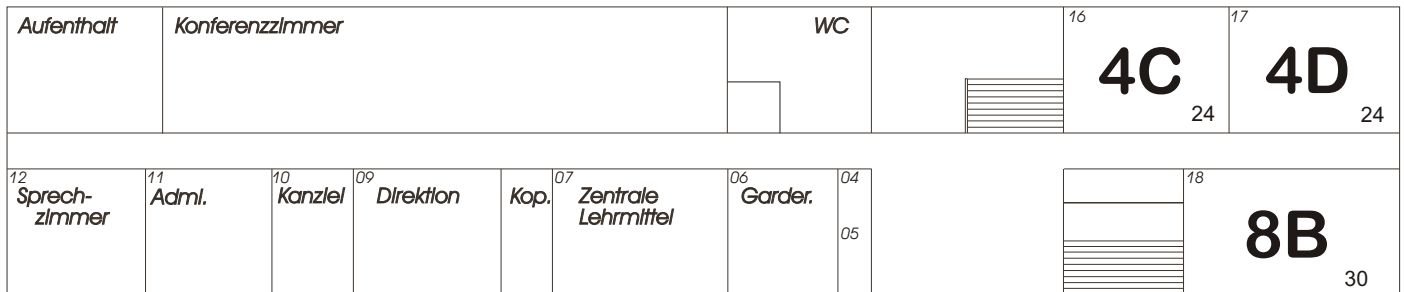 Aufenthalt Konferenzzimmer WC 16 17
4C 4D
24 24
12 11 10 09 07 06 04 18
Sprech- Admi. Kanzlei Direktion Kop. Zentrale Garder.
zimmer Lehrmittel
05
8B
30